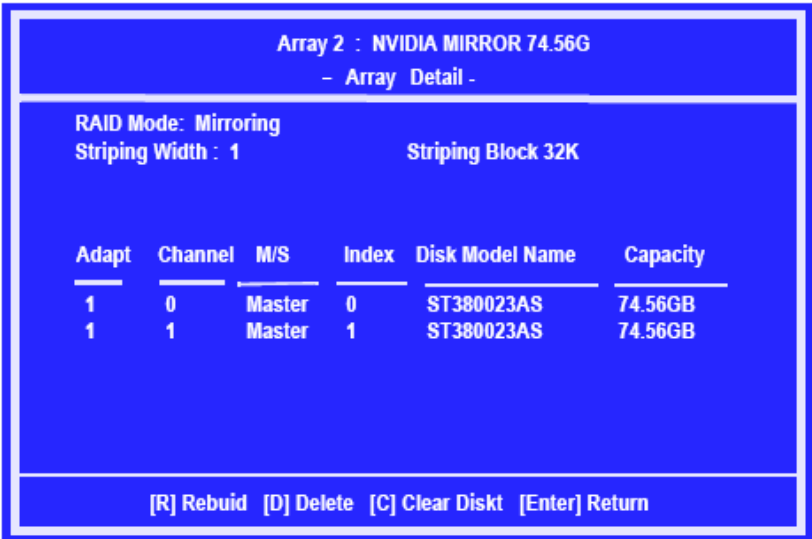 Array 2 : NVIDIA MIRROR 74.56G
– Array Detail -
RAID Mode: Mirroring
Striping Width : 1 Striping Block 32K
Adapt Channel M/S Index Disk Model Name Capacity
1 0 Master 0 ST380023AS 74.56GB
1 1 Master 1 ST380023AS 74.56GB
[R] Rebuid [D] Delete [C] Clear Diskt [Enter] Return